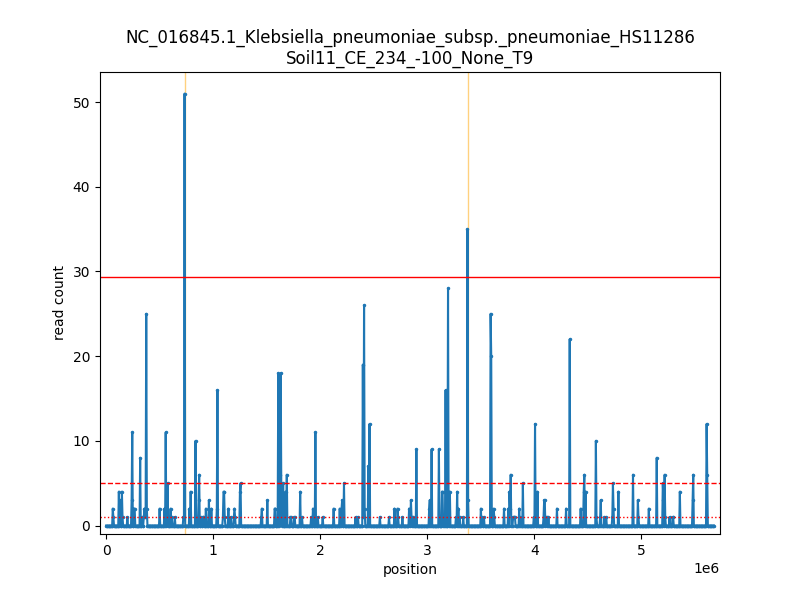 NC_016845.1_Klebsiella_pneumoniae_subsp._pneumoniae_HS11286
Soil11_CE_234_-100_None_T9
50
40
30
20
10
0
read count
0 1 2 3 4 5
1e6
position